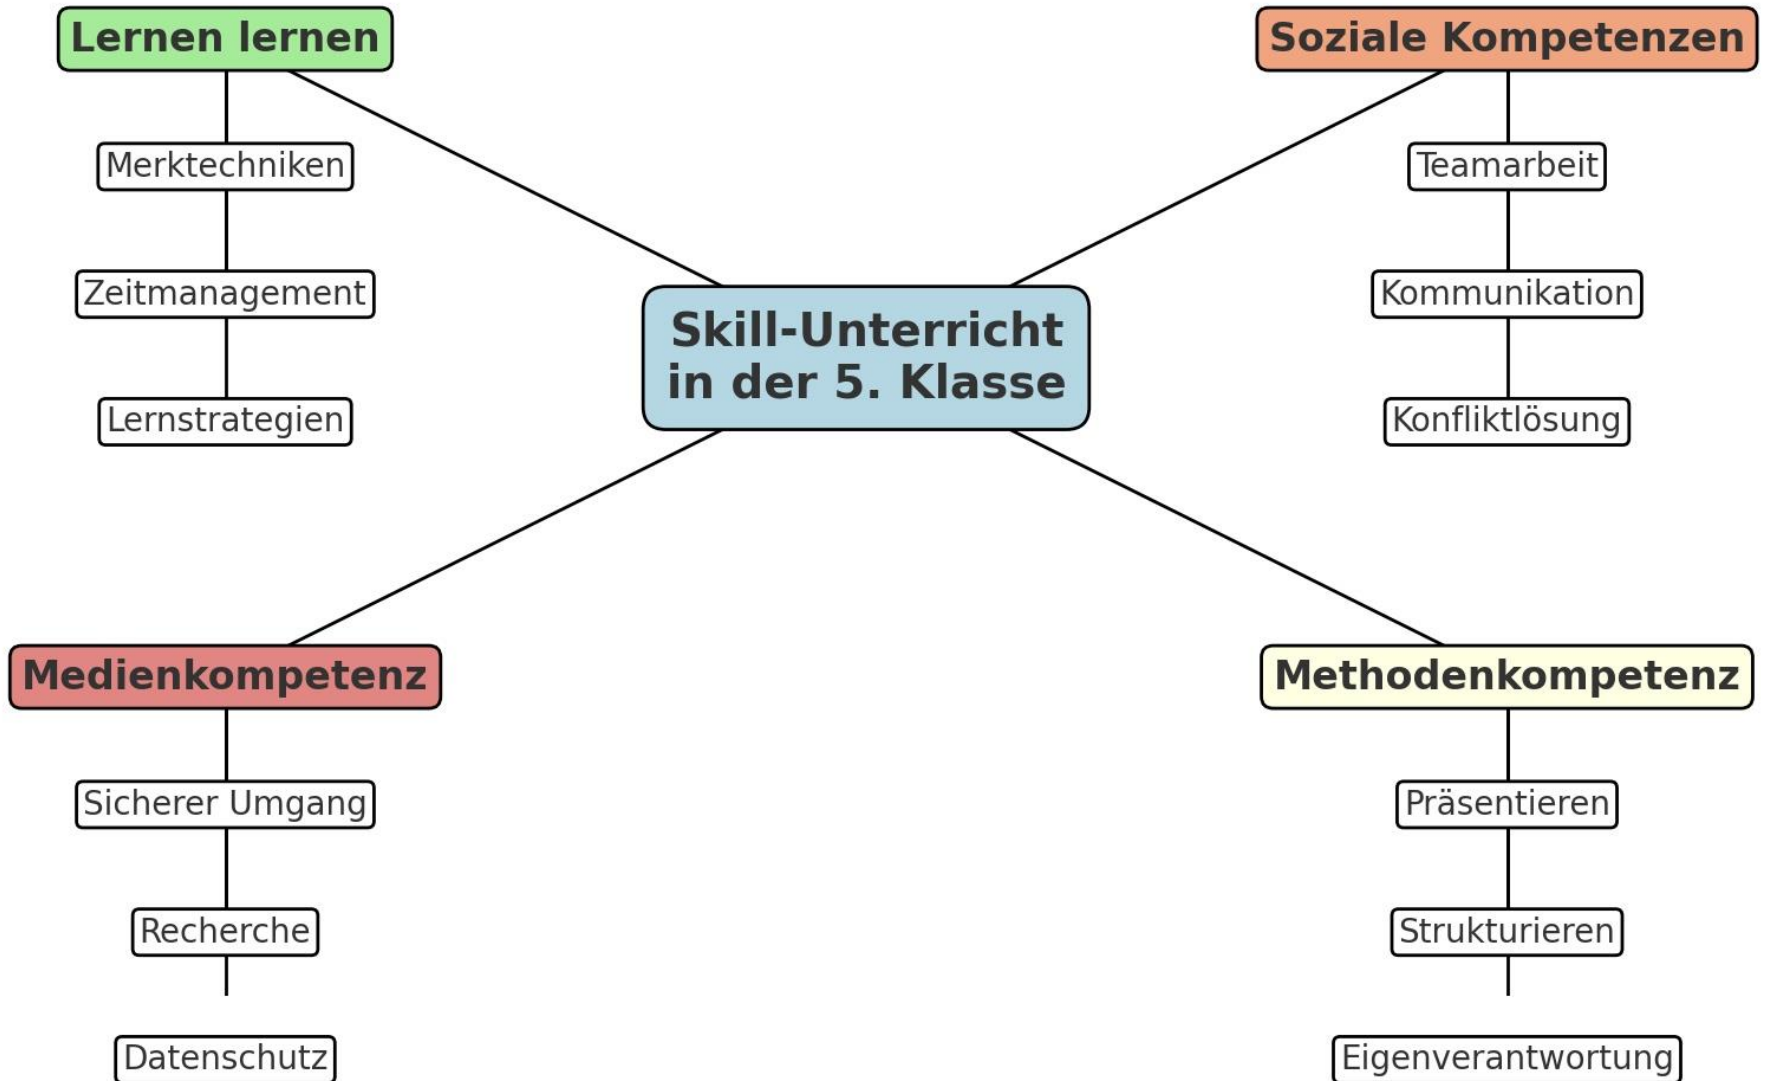 Lernen lernen
Merktechniken
Zeitmanagement
Lernstrategien
Soziale Kompetenzen
Teamarbeit
Kommunikation
Konfliktlösung
Skill-Unterricht
in der 5. Klasse
Medienkompetenz
Sicherer Umgang
Recherche
Datenschutz
Methodenkompetenz
Präsentieren
Strukturieren
Eigenverantwortung